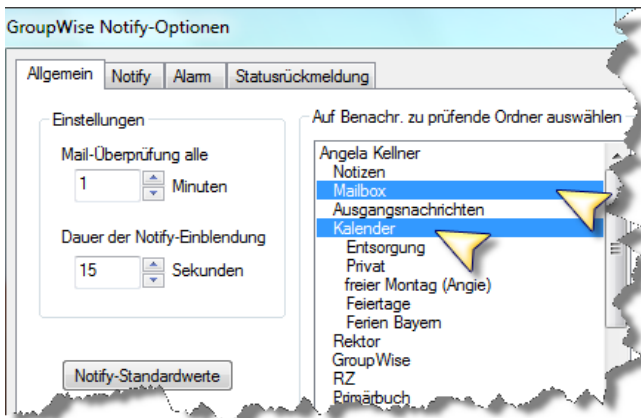 GroupWise Notify-Optionen
Allgemein
Notify
Alarm
Statusrückmeldung
Einstellungen
Mail-Überprüfung alle
1
Minuten
Dauer der Notify-Einblendung
15
Sekunden
Notify-Standardwerte
Auf Benachr. zu prüfende Ordner auswählen
Angela Kellner
Notizen
Mailbox
Ausgangsnachrichten
Kalender
Entsorgung
Privat
freier Montag (Angie)
Feiertage
Ferien Bayern
Rektor
GroupWise
RZ
Primärbuch